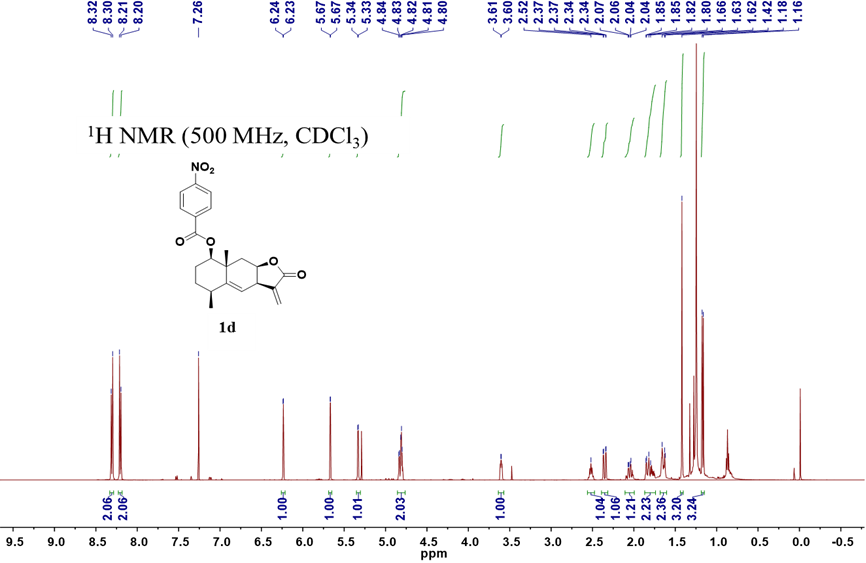 8.32 8.30 8.21 8.20 7.26 6.24 6.23 5.67 5.67 5.34 5.33 4.84 4.83 4.82 4.81 4.80 3.61 3.60 2.52 2.37 2.37 2.34 2.34 2.07 2.06 2.04 2.04 1.85 1.85 1.82 1.80 1.66 1.63 1.62 1.42 1.18 1.16
¹H NMR (500 MHz, CDCl₃)
NO₂
O
O
O
O
1d
2.06 2.06 1.00 1.00 1.01 2.03 1.00 1.04 1.06 1.21 2.23 2.36 3.20 3.24
9.5 9.0 8.5 8.0 7.5 7.0 6.5 6.0 5.5 5.0 4.5 4.0 3.5 3.0 2.5 2.0 1.5 1.0 0.5 0.0 -0.5
ppm